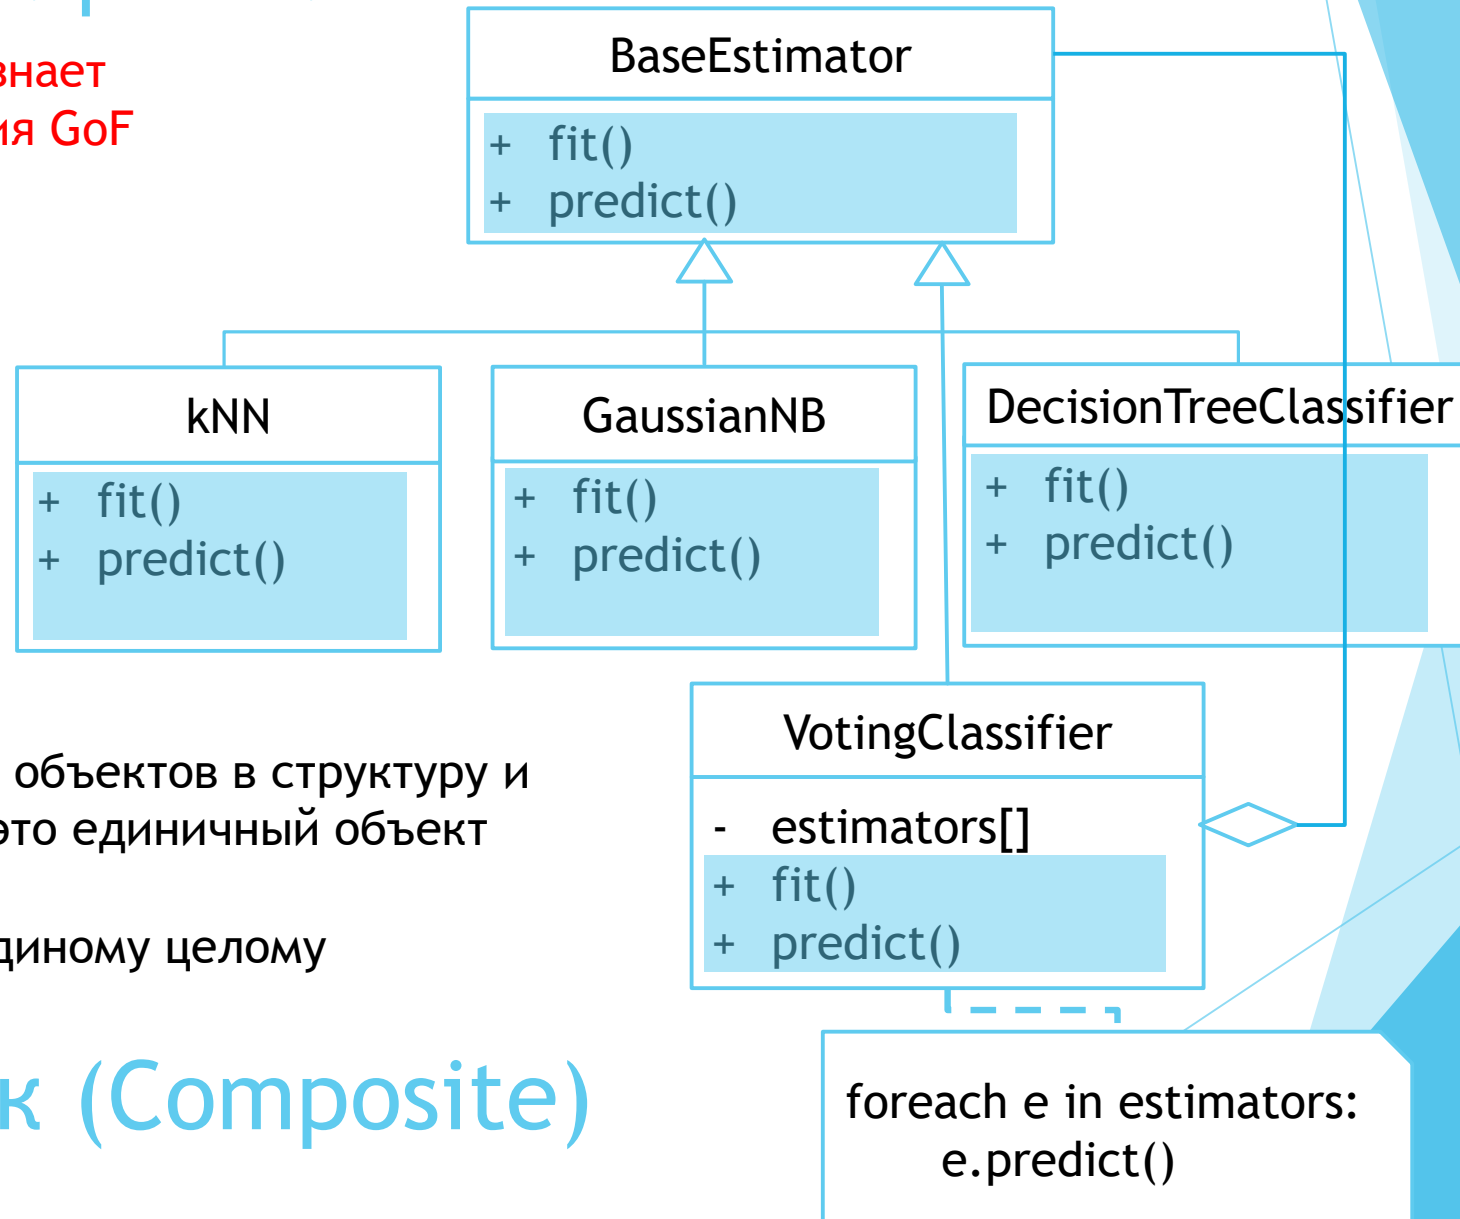 BaseEstimator
знает
ия GoF
+ fit()
+ predict()
kNN
+ fit()
+ predict()
GaussianNB
+ fit()
+ predict()
DecisionTreeClassifier
+ fit()
+ predict()
объектов в структуру и
это единичный объект
диному целому
VotingClassifier
- estimators[]
+ fit()
+ predict()
к (Composite)
foreach e in estimators:
e.predict()